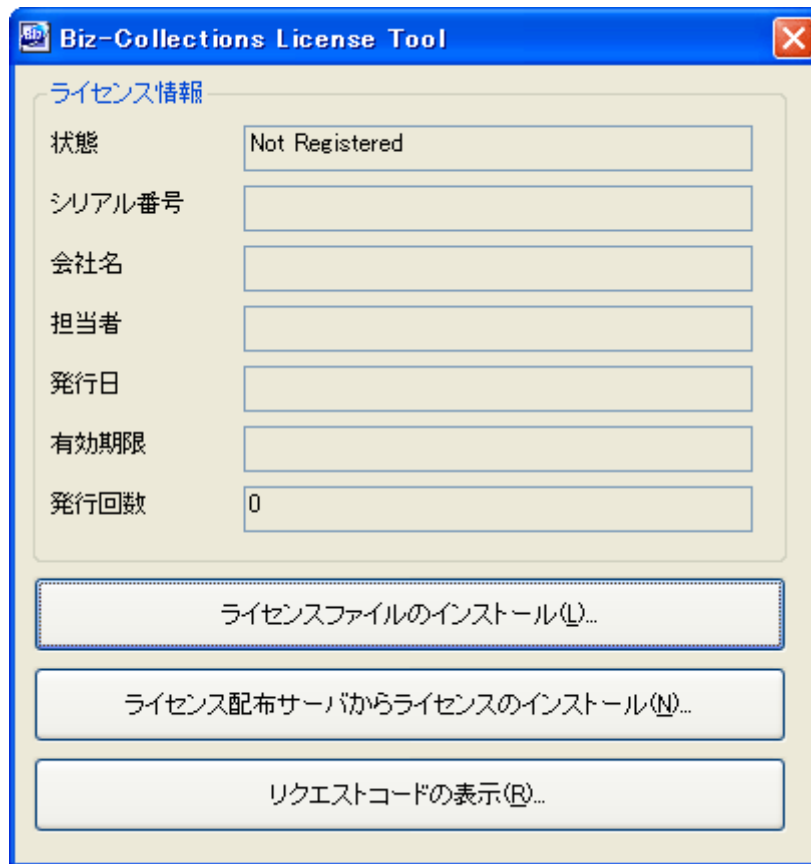 Biz-Collections License Tool
ライセンス情報
状態 Not Registered
シリアル番号
会社名
担当者
発行日
有効期限
発行回数 0
ライセンスファイルのインストール(L)...
ライセンス配布サーバからライセンスのインストール(N)...
リクエストコードの表示(R)...